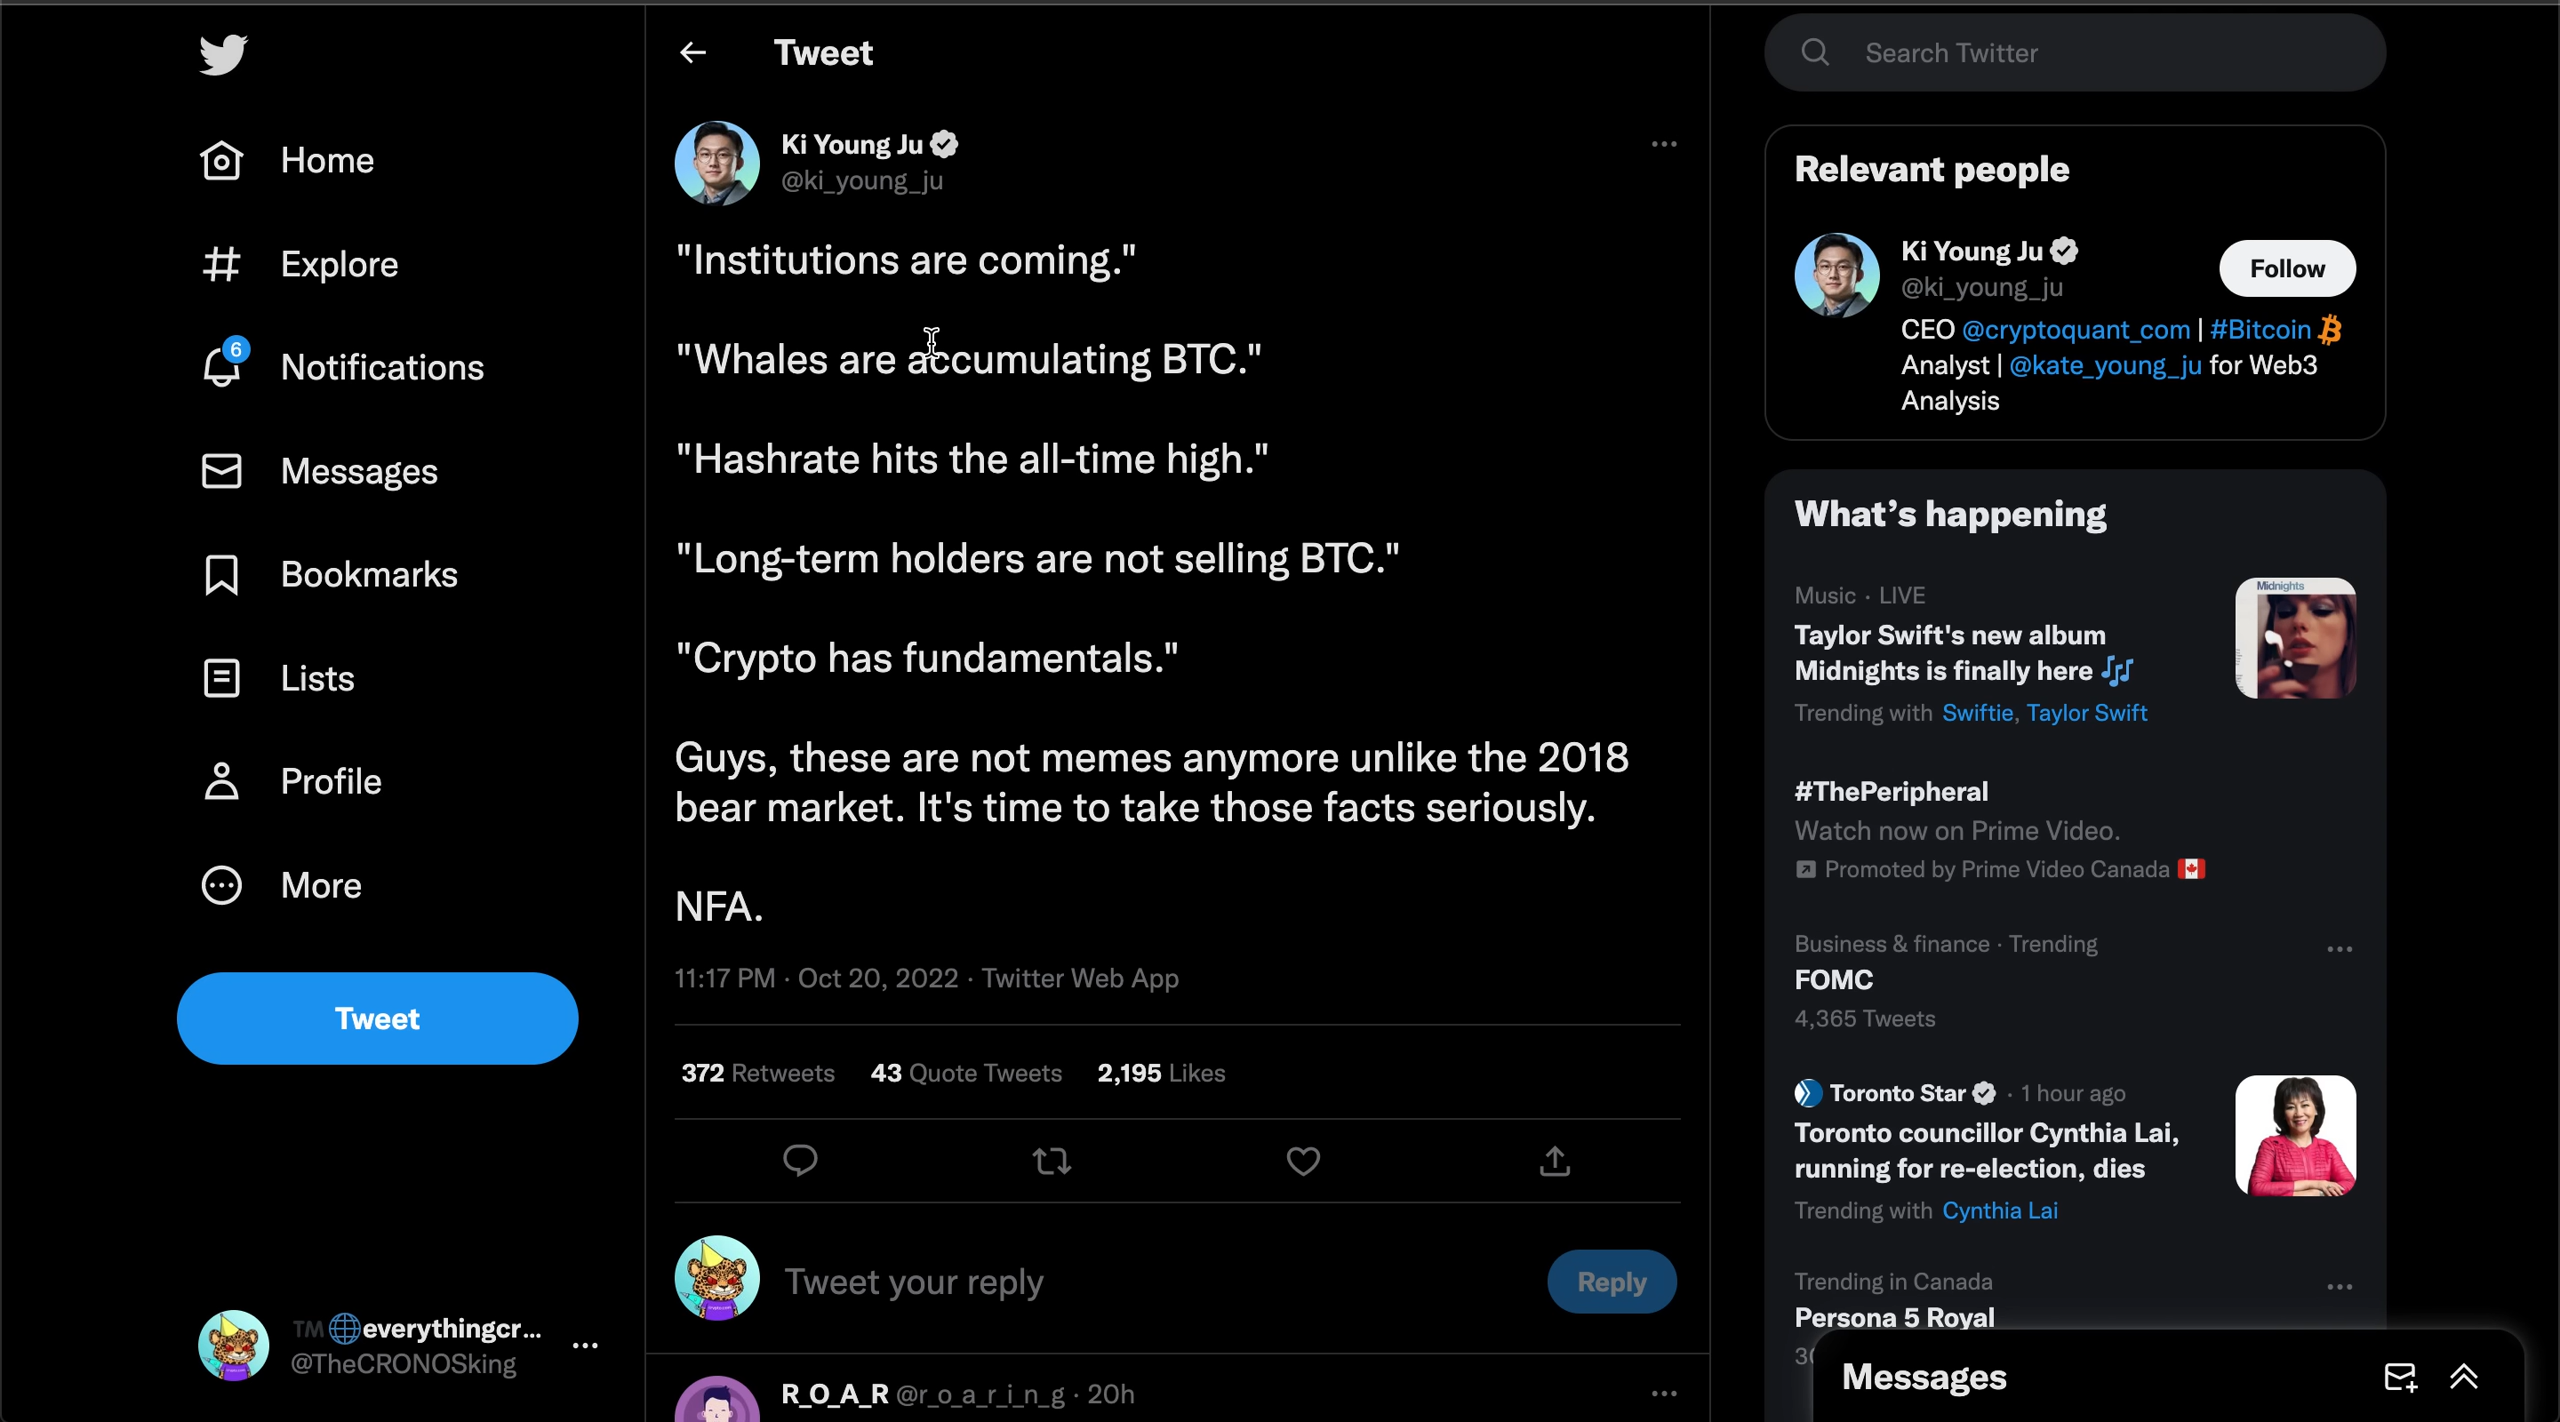 Home
Explore
6
Notifications
Messages
Bookmarks
Lists
Profile
More
Tweet
TM everythingcr...
@TheCRONOSking
Tweet
Ki Young Ju
@ki_young_ju
"Institutions are coming."
"Whales are accumulating BTC."
"Hashrate hits the all-time high."
"Long-term holders are not selling BTC."
"Crypto has fundamentals."
Guys, these are not memes anymore unlike the 2018
bear market. It's time to take those facts seriously.
NFA.
11:17 PM · Oct 20, 2022 · Twitter Web App
372 Retweets 43 Quote Tweets 2,195 Likes
Tweet your reply
Reply
R_O_A_R @r_o_a_r_i_n_g · 20h
Search Twitter
Relevant people
Ki Young Ju
@ki_young_ju
Follow
CEO @cryptoquant_com | #Bitcoin
Analyst | @kate_young_ju for Web3
Analysis
What's happening
Music · LIVE
Taylor Swift's new album
Midnights is finally here
Trending with Swiftie, Taylor Swift
Midnights
#ThePeripheral
Watch now on Prime Video.
Promoted by Prime Video Canada
Business & finance · Trending
FOMC
4,365 Tweets
Toronto Star · 1 hour ago
Toronto councillor Cynthia Lai,
running for re-election, dies
Trending with Cynthia Lai
Trending in Canada
Persona 5 Royal
Messages